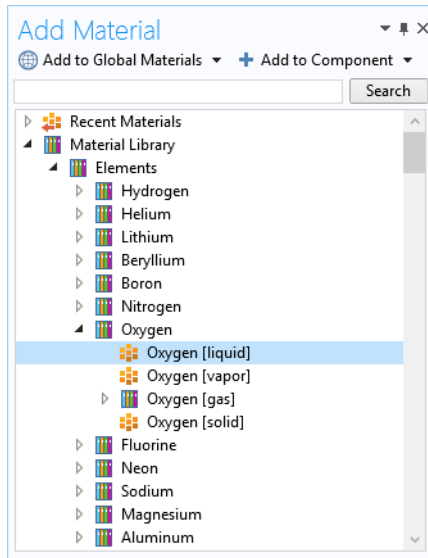 Add Material
Add to Global Materials + Add to Component
Search
Recent Materials
Material Library
Elements
Hydrogen
Helium
Lithium
Beryllium
Boron
Nitrogen
Oxygen
Oxygen [liquid]
Oxygen [vapor]
Oxygen [gas]
Oxygen [solid]
Fluorine
Neon
Sodium
Magnesium
Aluminum